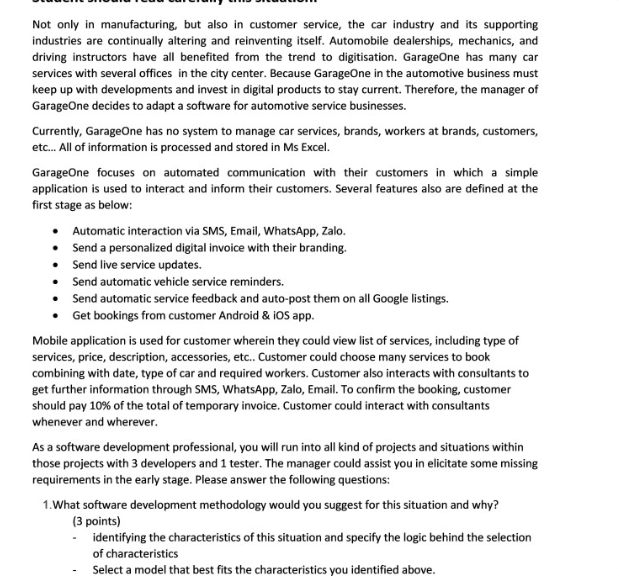 Not only in manufacturing, but also in customer service, the car industry and its supporting
industries are continually altering and reinventing itself. Automobile dealerships, mechanics, and
driving instructors have all benefited from the trend to digitisation. GarageOne has many car
services with several offices in the city center. Because GarageOne in the automotive business must
keep up with developments and invest in digital products to stay current. Therefore, the manager of
GarageOne decides to adapt a software for automotive service businesses.
Currently, GarageOne has no system to manage car services, brands, workers at brands, customers,
etc... All of information is processed and stored in Ms Excel.
GarageOne focuses on automated communication with their customers in which a simple
application is used to interact and inform their customers. Several features also are defined at the
first stage as below:
• Automatic interaction via SMS, Email, WhatsApp, Zalo.
• Send a personalized digital invoice with their branding.
• Send live service updates.
• Send automatic vehicle service reminders.
• Send automatic service feedback and auto-post them on all Google listings.
• Get bookings from customer Android & iOS app.
Mobile application is used for customer wherein they could view list of services, including type of
services, price, description, accessories, etc.. Customer could choose many services to book
combining with date, type of car and required workers. Customer also interacts with consultants to
get further information through SMS, WhatsApp, Zalo, Email. To confirm the booking, customer
should pay 10% of the total of temporary invoice. Customer could interact with consultants
whenever and wherever.
As a software development professional, you will run into all kind of projects and situations within
those projects with 3 developers and 1 tester. The manager could assist you in elicitate some missing
requirements in the early stage. Please answer the following questions:
1.What software development methodology would you suggest for this situation and why?
(3 points)
- identifying the characteristics of this situation and specify the logic behind the selection
of characteristics
- Select a model that best fits the characteristics you identified above.